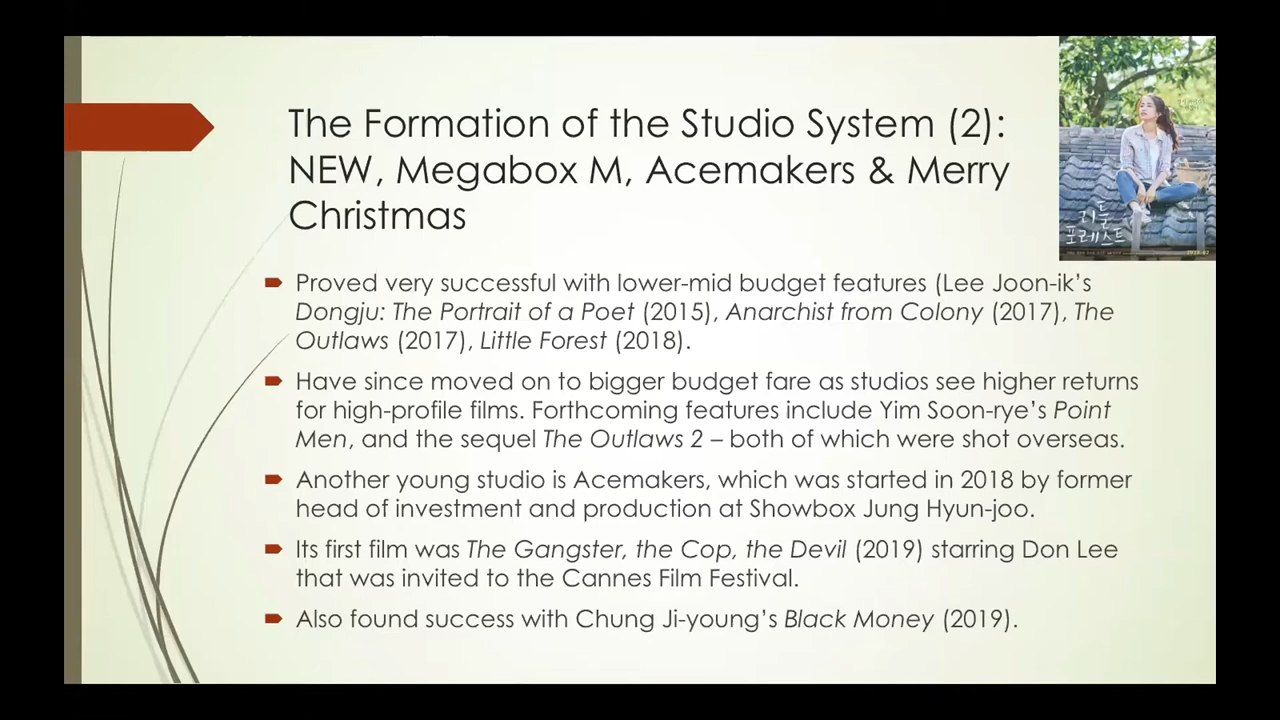 The Formation of the Studio System (2):
NEW, Megabox M, Acemakers & Merry
Christmas
Proved very successful with lower-mid budget features (Lee Joon-ik’s
Dongju: The Portrait of a Poet (2015), Anarchist from Colony (2017), The
Outlaws (2017), Little Forest (2018).
Have since moved on to bigger budget fare as studios see higher returns
for high-profile films. Forthcoming features include Yim Soon-rye’s Point
Men, and the sequel The Outlaws 2 – both of which were shot overseas.
Another young studio is Acemakers, which was started in 2018 by former
head of investment and production at Showbox Jung Hyun-joo.
Its first film was The Gangster, the Cop, the Devil (2019) starring Don Lee
that was invited to the Cannes Film Festival.
Also found success with Chung Ji-young’s Black Money (2019).
리틀
포레스트